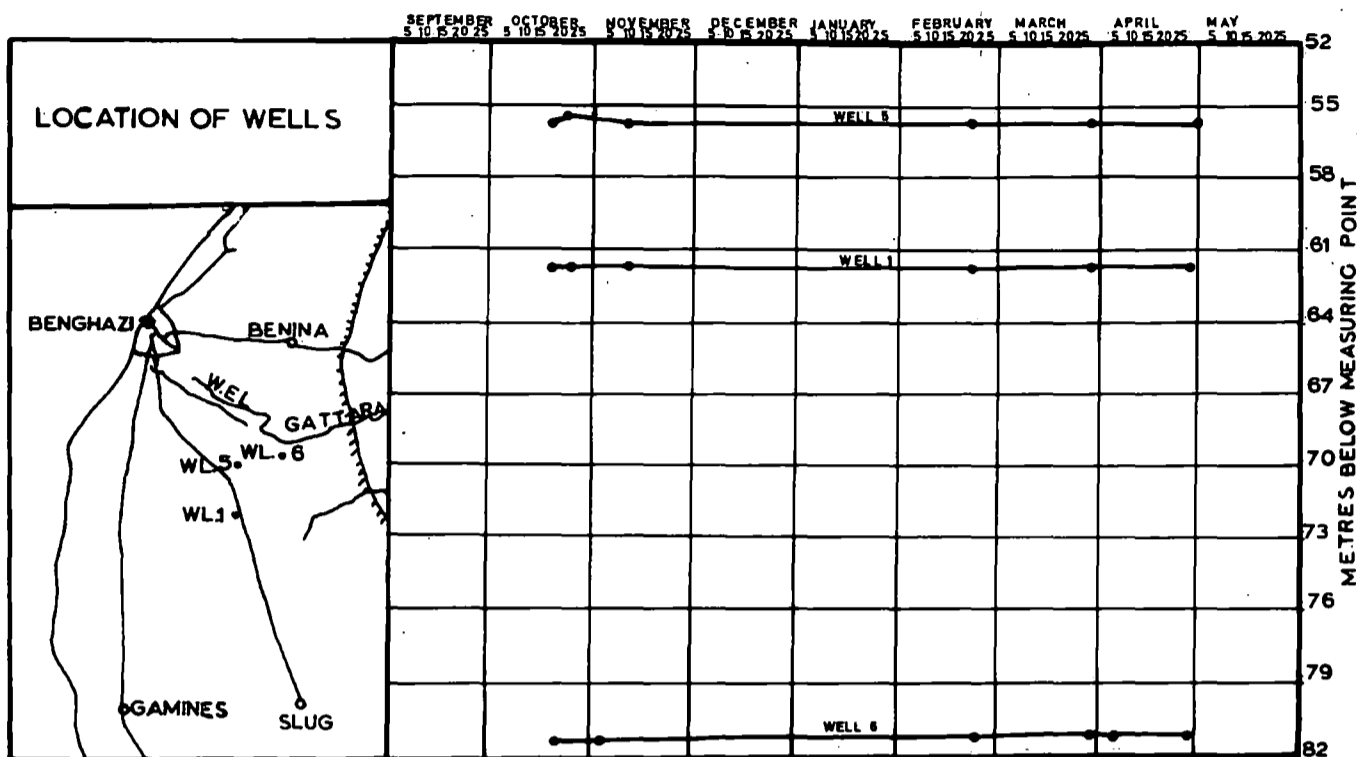 SEPTEMBER OCTOBER NOVEMBER DECEMBER JANUARY FEBRUARY MARCH APRIL MAY
5 10 15 20 25 5 10 15 20 25 5 10 15 20 25 5 10 15 20 25 5 10 15 20 25 5 10 15 20 25 5 10 15 20 25 5 10 15 20 25 5 10 15 20 25
LOCATION OF WELLS
BENGHAZI
BENINA
W.EL
GATTARA
WL.5
WL. 6
WL.1
GAMINES
SLUG
WELL 5
WELL 1
WELL 6
52
55
58
61
64
67
70
73
76
79
82
METRES BELOW MEASURING POINT